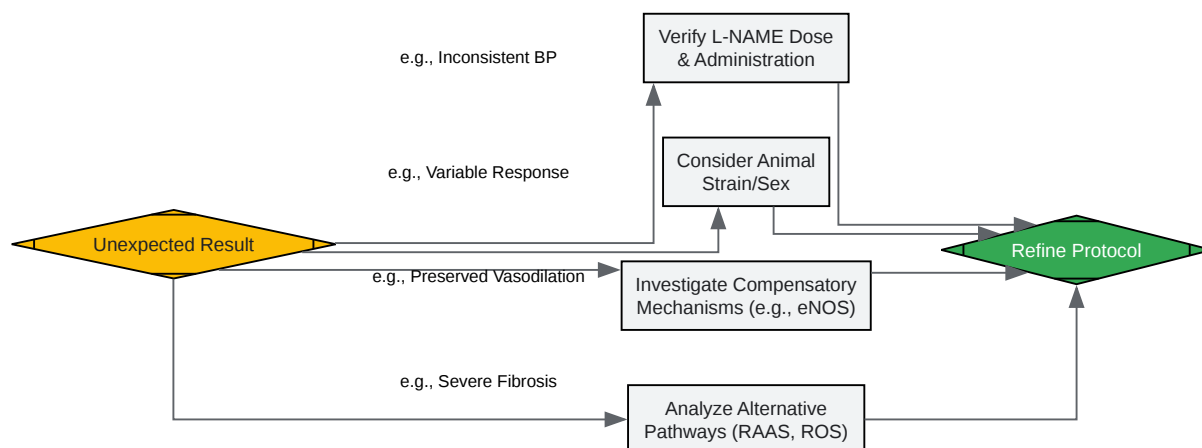 e.g., Inconsistent BP
Verify L-NAME Dose
& Administration
e.g., Variable Response
Consider Animal
Strain/Sex
Unexpected Result
Refine Protocol
e.g., Preserved Vasodilation
Investigate Compensatory
Mechanisms (e.g., eNOS)
e.g., Severe Fibrosis
Analyze Alternative
Pathways (RAAS, ROS)